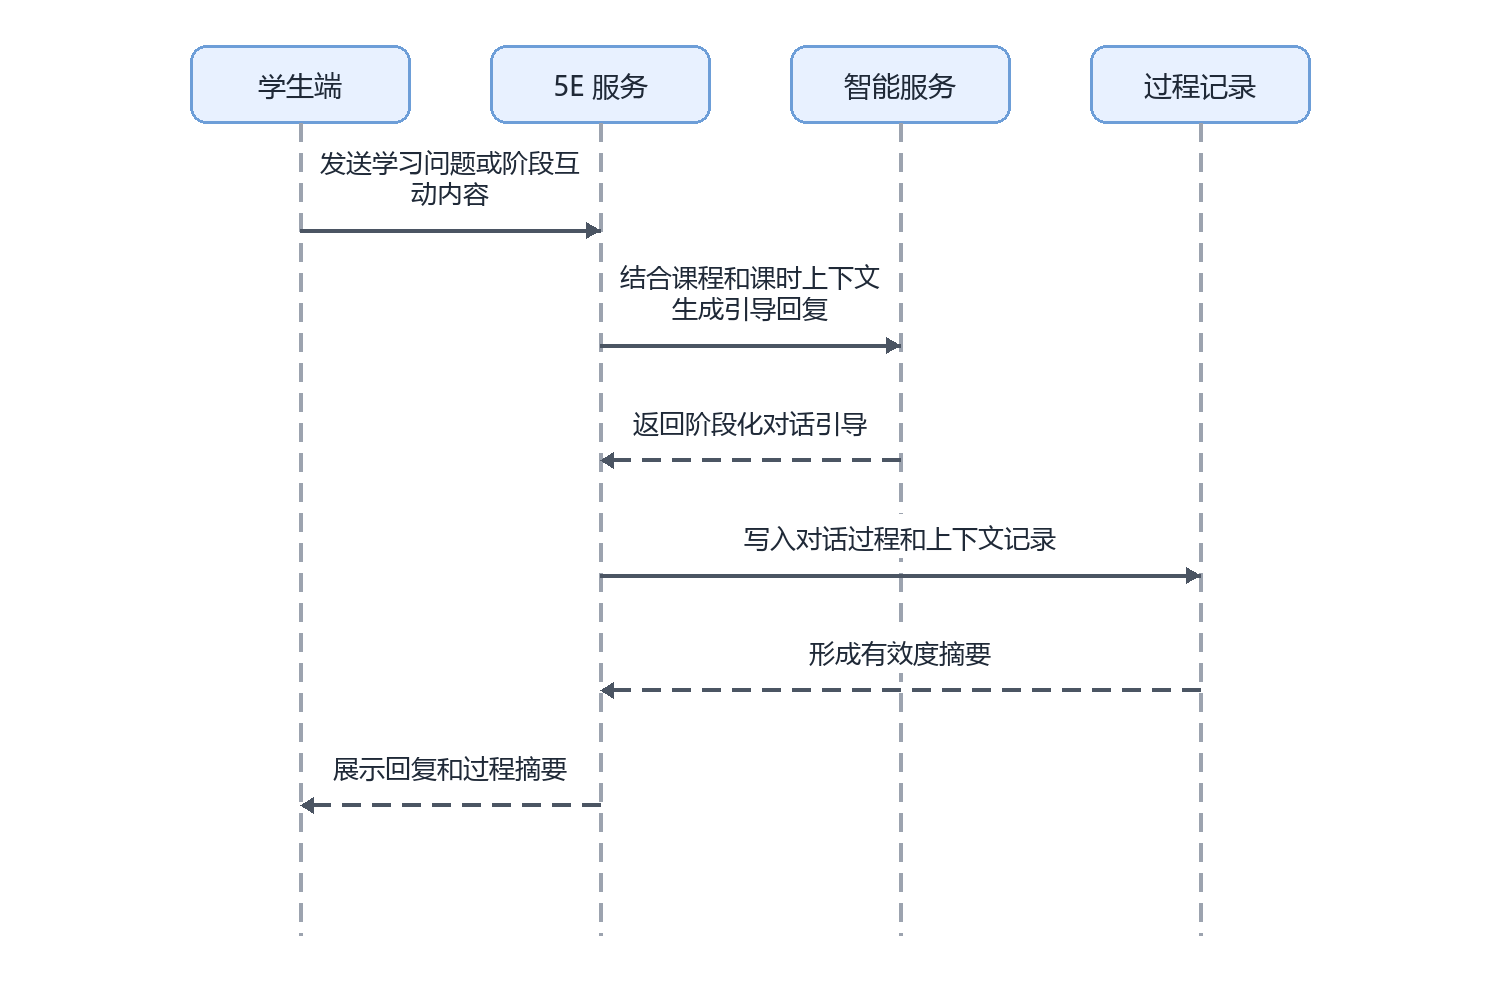 学生端
5E 服务
智能服务
过程记录
发送学习问题或阶段互
动内容
结合课程和课时上下文
生成引导回复
返回阶段化对话引导
写入对话过程和上下文记录
形成有效度摘要
展示回复和过程摘要